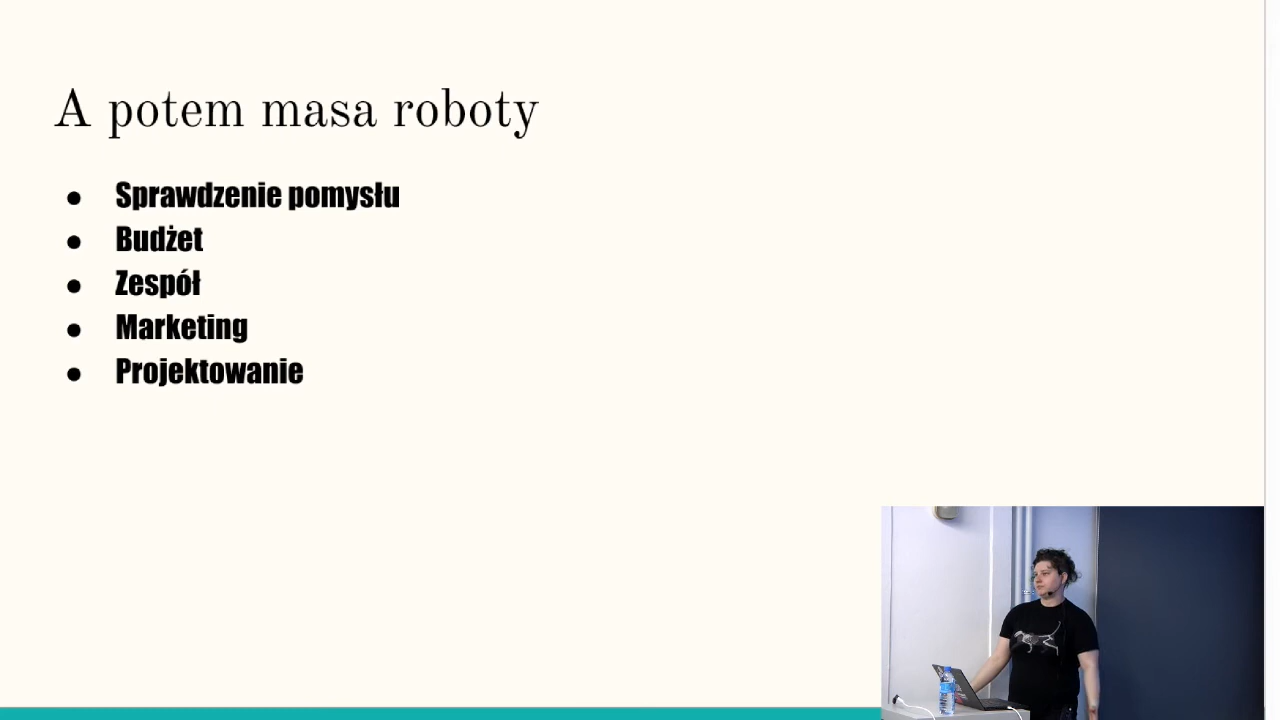 A potem masa roboty
● Sprawdzenie pomysłu
● Budżet
● Zespół
● Marketing
● Projektowanie